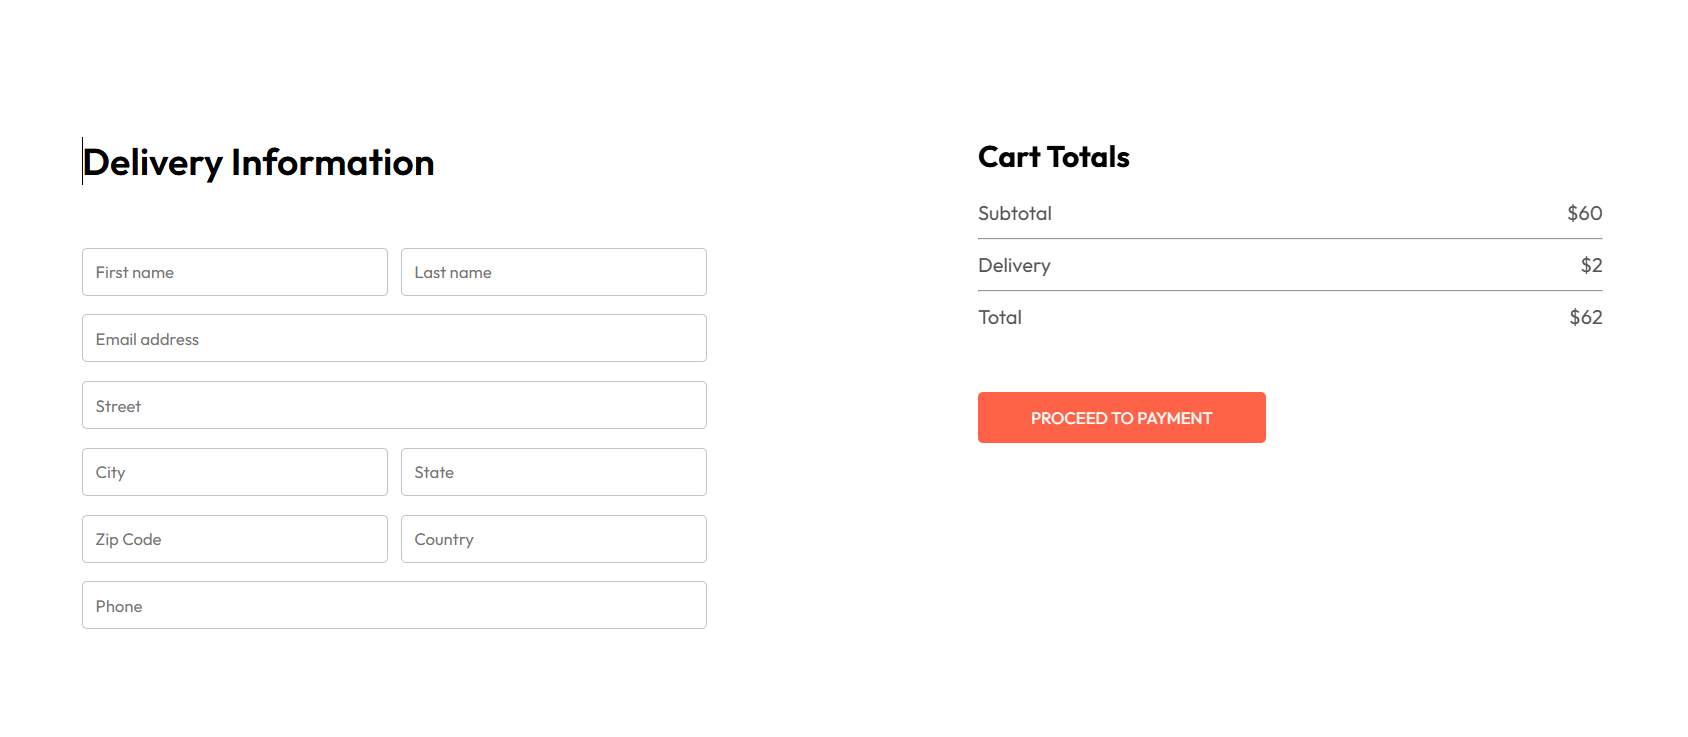 Delivery Information
First name
Last name
Email address
Street
City
State
Zip Code
Country
Phone
Cart Totals
Subtotal $60
Delivery $2
Total $62
PROCEED TO PAYMENT